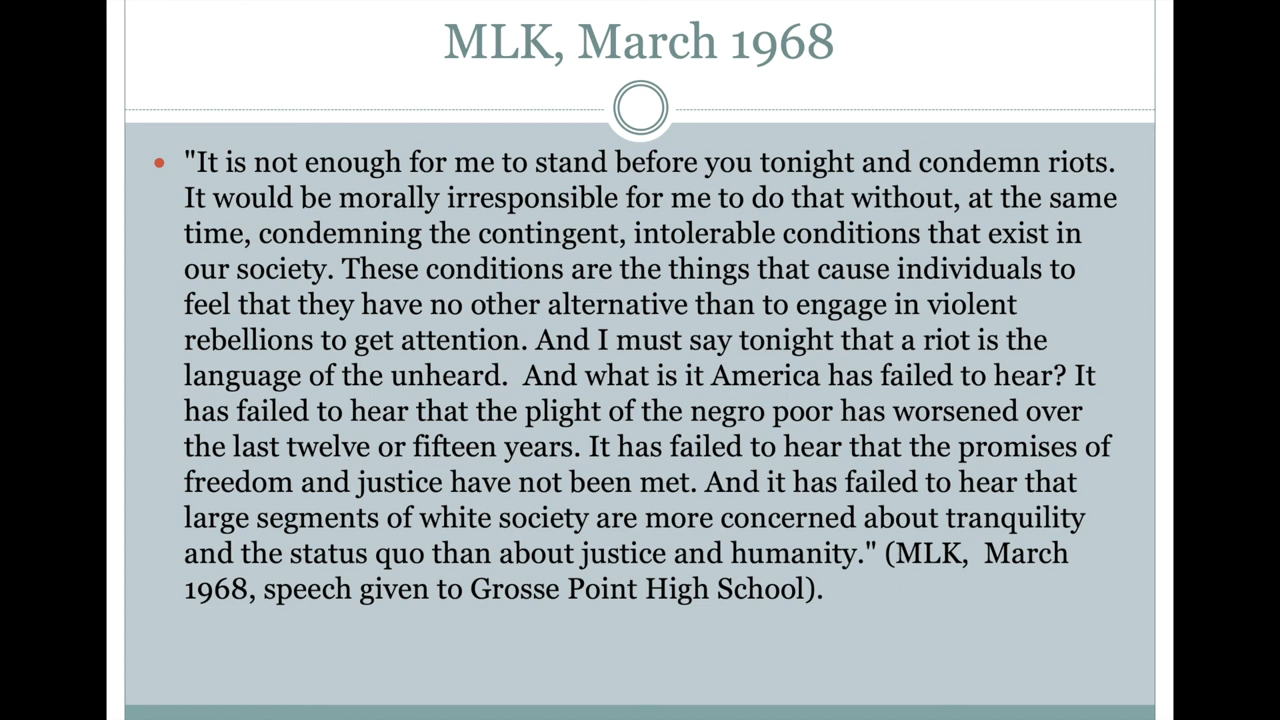 MLK, March 1968
"It is not enough for me to stand before you tonight and condemn riots.
It would be morally irresponsible for me to do that without, at the same
time, condemning the contingent, intolerable conditions that exist in
our society. These conditions are the things that cause individuals to
feel that they have no other alternative than to engage in violent
rebellions to get attention. And I must say tonight that a riot is the
language of the unheard.  And what is it America has failed to hear? It
has failed to hear that the plight of the negro poor has worsened over
the last twelve or fifteen years. It has failed to hear that the promises of
freedom and justice have not been met. And it has failed to hear that
large segments of white society are more concerned about tranquility
and the status quo than about justice and humanity." (MLK,  March
1968, speech given to Grosse Point High School).